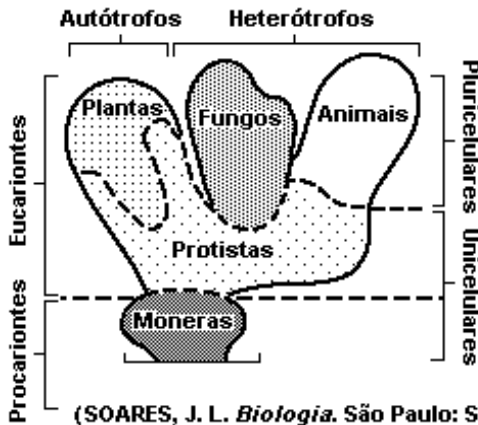 Autótrofos Heterótrofos
Plantas
Fungos
Animais
Protistas
Moneras
Eucariontes
Procariontes
Pluricelulares
Unicelulares
(SOARES, J. L. Biologia. São Paulo: S